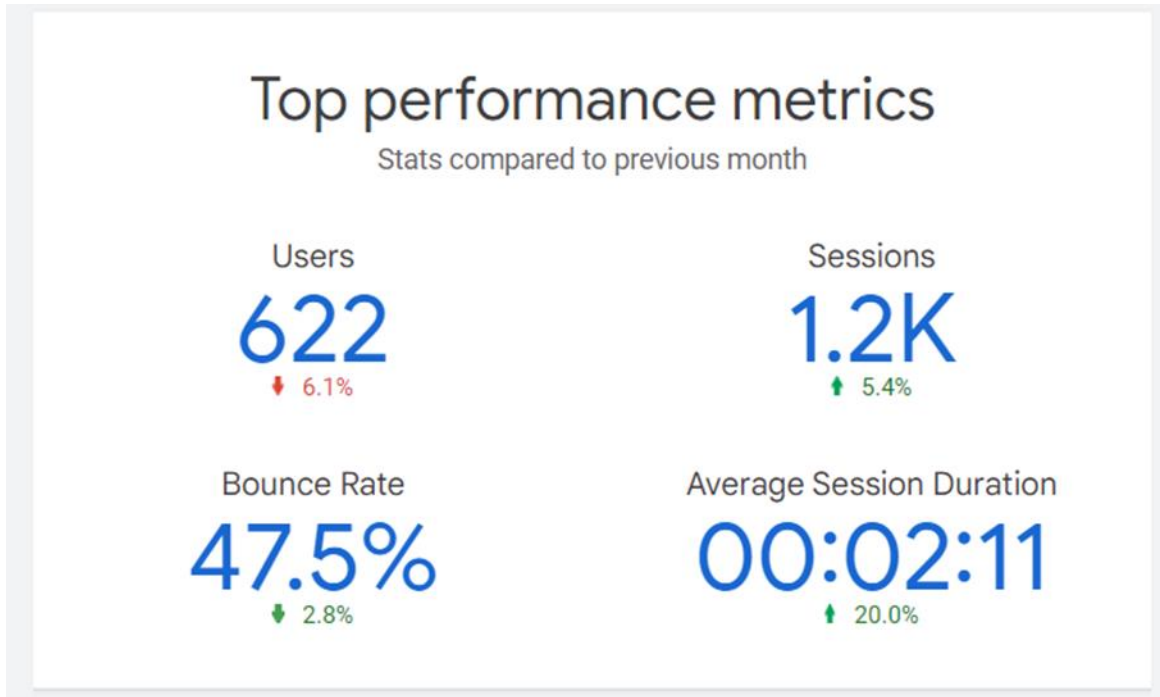 Top performance metrics
Stats compared to previous month
Users
Sessions
622
1.2K
6.1%
5.4%
Bounce Rate
Average Session Duration
47.5%
00:02:11
2.8%
20.0%